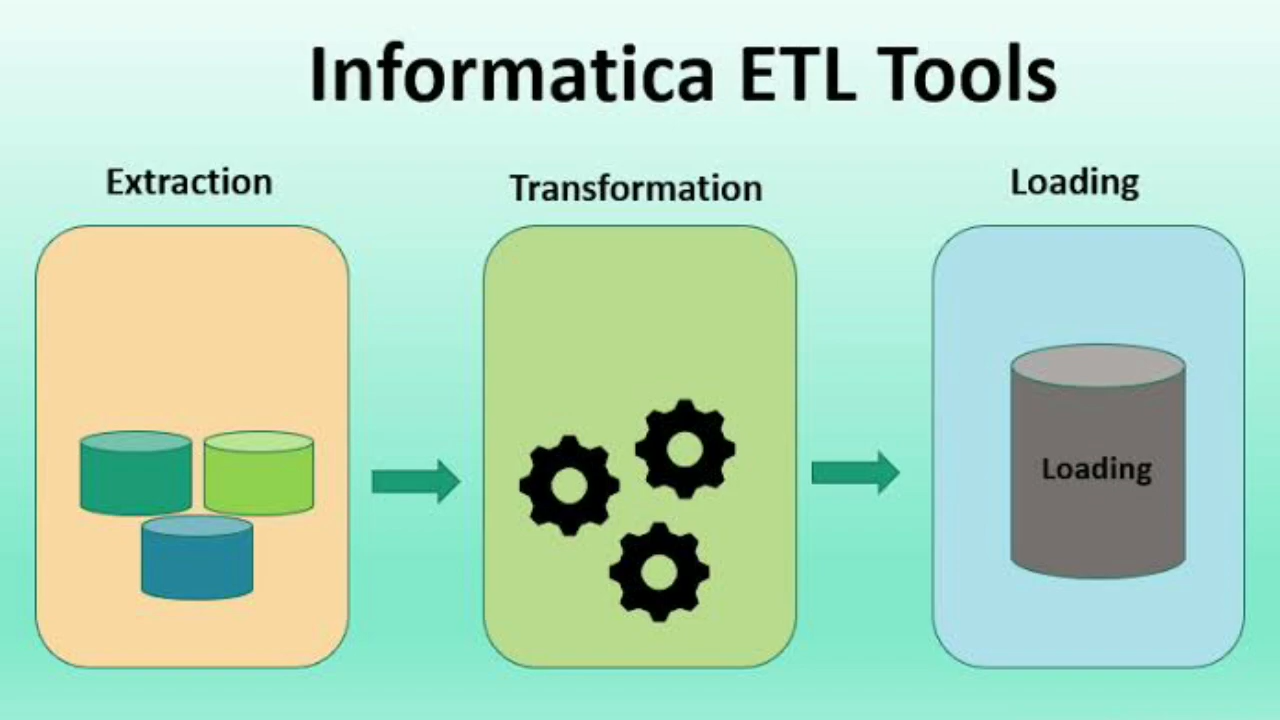 Informatica ETL Tools
Extraction
Transformation
Loading
Loading